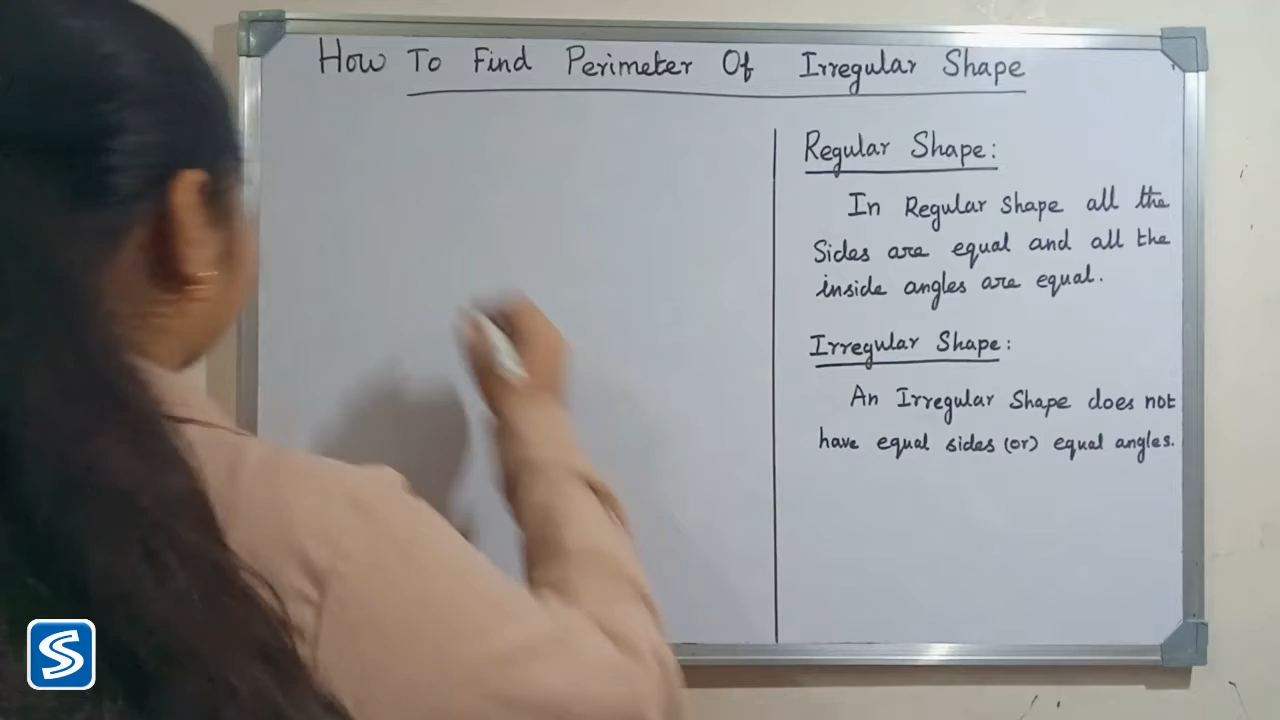 How To Find Perimeter Of Irregular Shape
Regular Shape:
In Regular Shape all the
Sides are equal and all the
inside angles are equal.
Irregular Shape:
An Irregular Shape does not
have equal sides (or) equal angles.
S